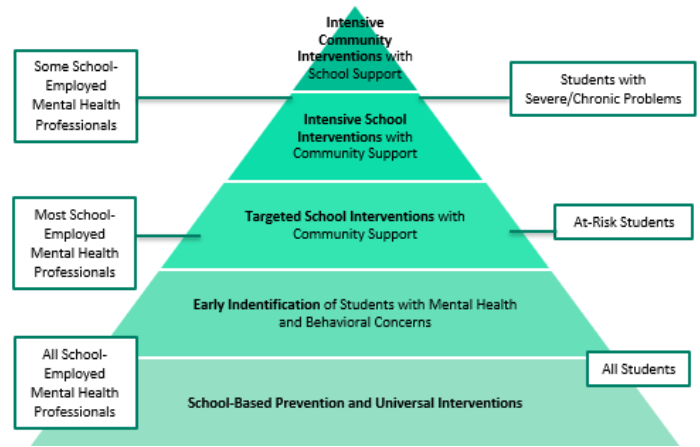 Intensive
Community
Interventions with
School Support
Some School-
Employed
Mental Health
Professionals
Students with
Severe/Chronic Problems
Intensive School
Interventions with
Community Support
Most School-
Employed
Mental Health
Professionals
Targeted School Interventions with
Community Support
At-Risk Students
Early Indentification of Students with Mental Health
and Behavioral Concerns
All School-
Employed
Mental Health
Professionals
All Students
School-Based Prevention and Universal Interventions